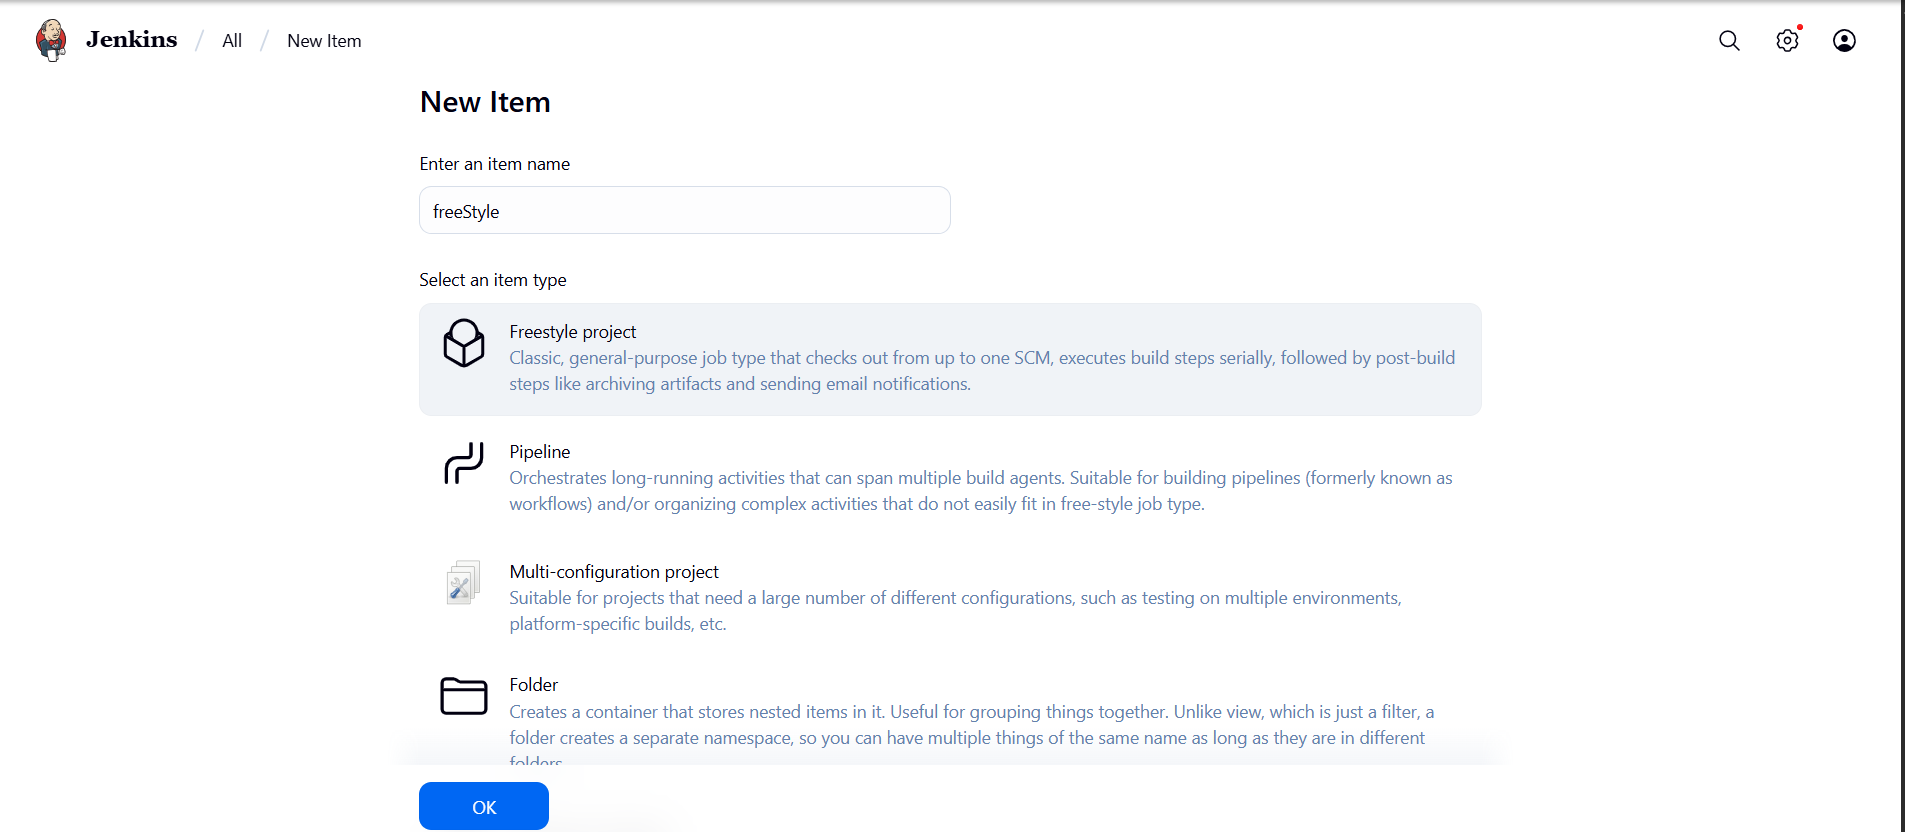 Jenkins / All / New Item
New Item
Enter an item name
freeStyle
Select an item type
Freestyle project
Classic, general-purpose job type that checks out from up to one SCM, executes build steps serially, followed by post-build
steps like archiving artifacts and sending email notifications.
Pipeline
Orchestrates long-running activities that can span multiple build agents. Suitable for building pipelines (formerly known as
workflows) and/or organizing complex activities that do not easily fit in free-style job type.
Multi-configuration project
Suitable for projects that need a large number of different configurations, such as testing on multiple environments,
platform-specific builds, etc.
Folder
Creates a container that stores nested items in it. Useful for grouping things together. Unlike view, which is just a filter, a
folder creates a separate namespace, so you can have multiple things of the same name as long as they are in different
folders.
OK